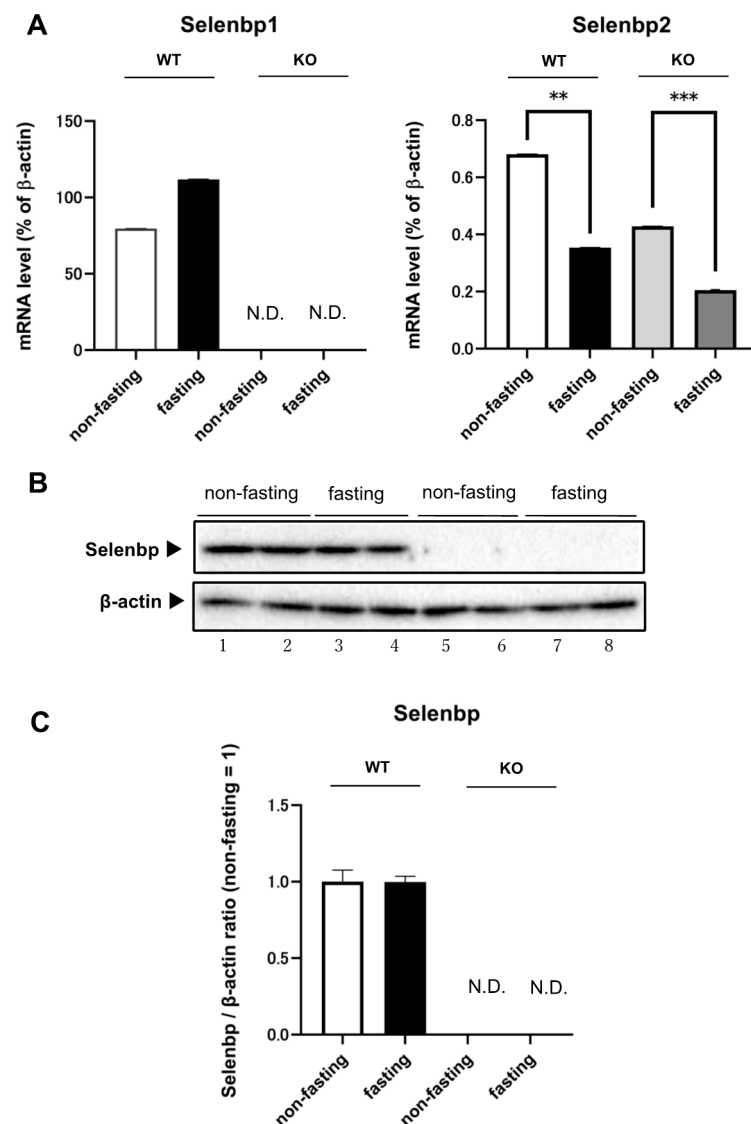 A
Selenbp1
WT
KO
mRNA level (% of β-actin)
150
100
50
0
N.D.
N.D.
non-fasting
fasting
non-fasting
fasting
Selenbp2
WT
KO
**
***
mRNA level (% of β-actin)
0.8
0.6
0.4
0.2
0.0
non-fasting
fasting
non-fasting
fasting
B
non-fasting
fasting
non-fasting
fasting
Selenbp
β-actin
1 2 3 4 5 6 7 8
C
Selenbp
WT
KO
Selenbp / β-actin ratio (non-fasting = 1)
1.5
1.0
0.5
0.0
N.D.
N.D.
non-fasting
fasting
non-fasting
fasting